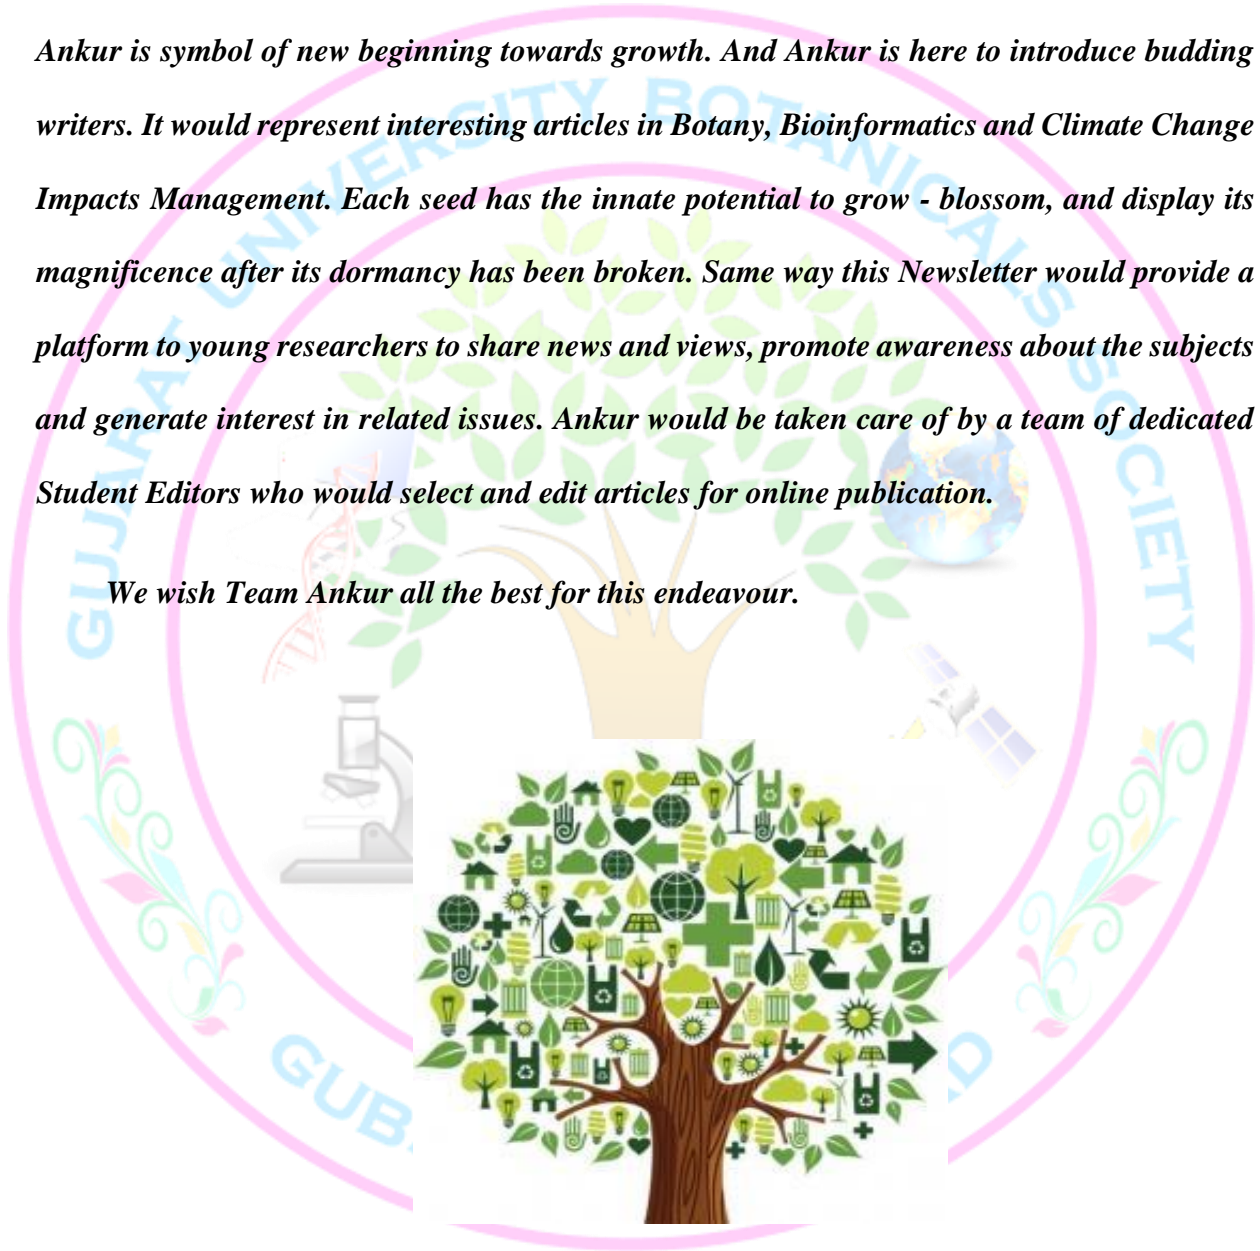 Ankur is symbol of new beginning towards growth. And Ankur is here to introduce budding
writers. It would represent interesting articles in Botany, Bioinformatics and Climate Change
Impacts Management. Each seed has the innate potential to grow - blossom, and display its
magnificence after its dormancy has been broken. Same way this Newsletter would provide a
platform to young researchers to share news and views, promote awareness about the subjects
and generate interest in related issues. Ankur would be taken care of by a team of dedicated
Student Editors who would select and edit articles for online publication.
We wish Team Ankur all the best for this endeavour.
GUJARAT UNIVERSITY BOTANICALS SOCIETY